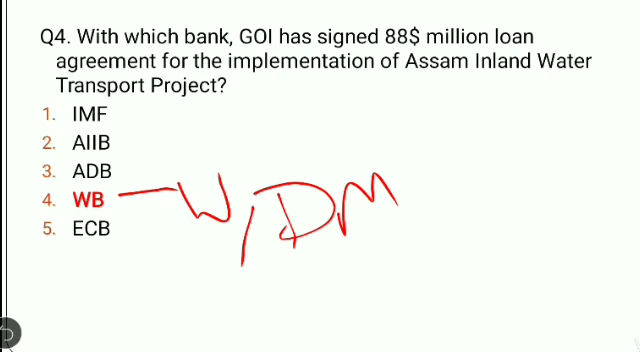 Q4. With which bank, GOI has signed 88$ million loan
agreement for the implementation of Assam Inland Water
Transport Project?
1. IMF
2. AIIB
3. ADB
4. WB W, DM
5. ECB